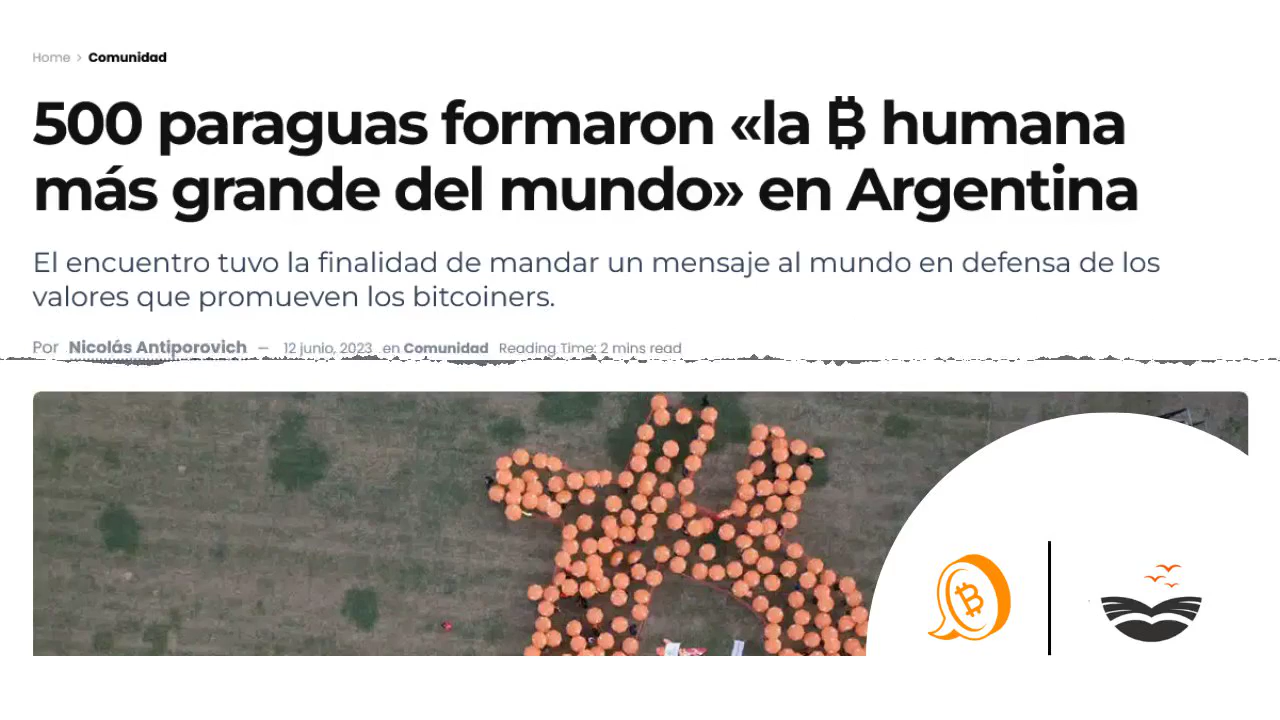 Home > Comunidad
500 paraguas formaron «la ₿ humana
más grande del mundo» en Argentina
El encuentro tuvo la finalidad de mandar un mensaje al mundo en defensa de los
valores que promueven los bitcoiners.
Por Nicolás Antiporovich — 12 junio, 2023 en Comunidad Reading Time: 2 mins read